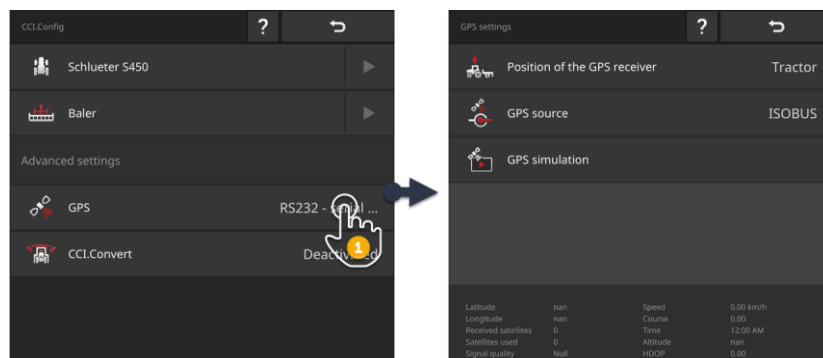 CCI.Config
?
Schlueter S450
Baler
Advanced settings
GPS RS232 - serial ...
CCI.Convert Deactivated
1
GPS settings
?
Position of the GPS receiver Tractor
GPS source ISOBUS
GPS simulation
Latitude nan Speed 0.00 km/h
Longitude nan Course 0.00
Received satellites 0 Time 12:00 AM
Satellites used 0 Altitude nan
Signal quality Null HDOP 0.00